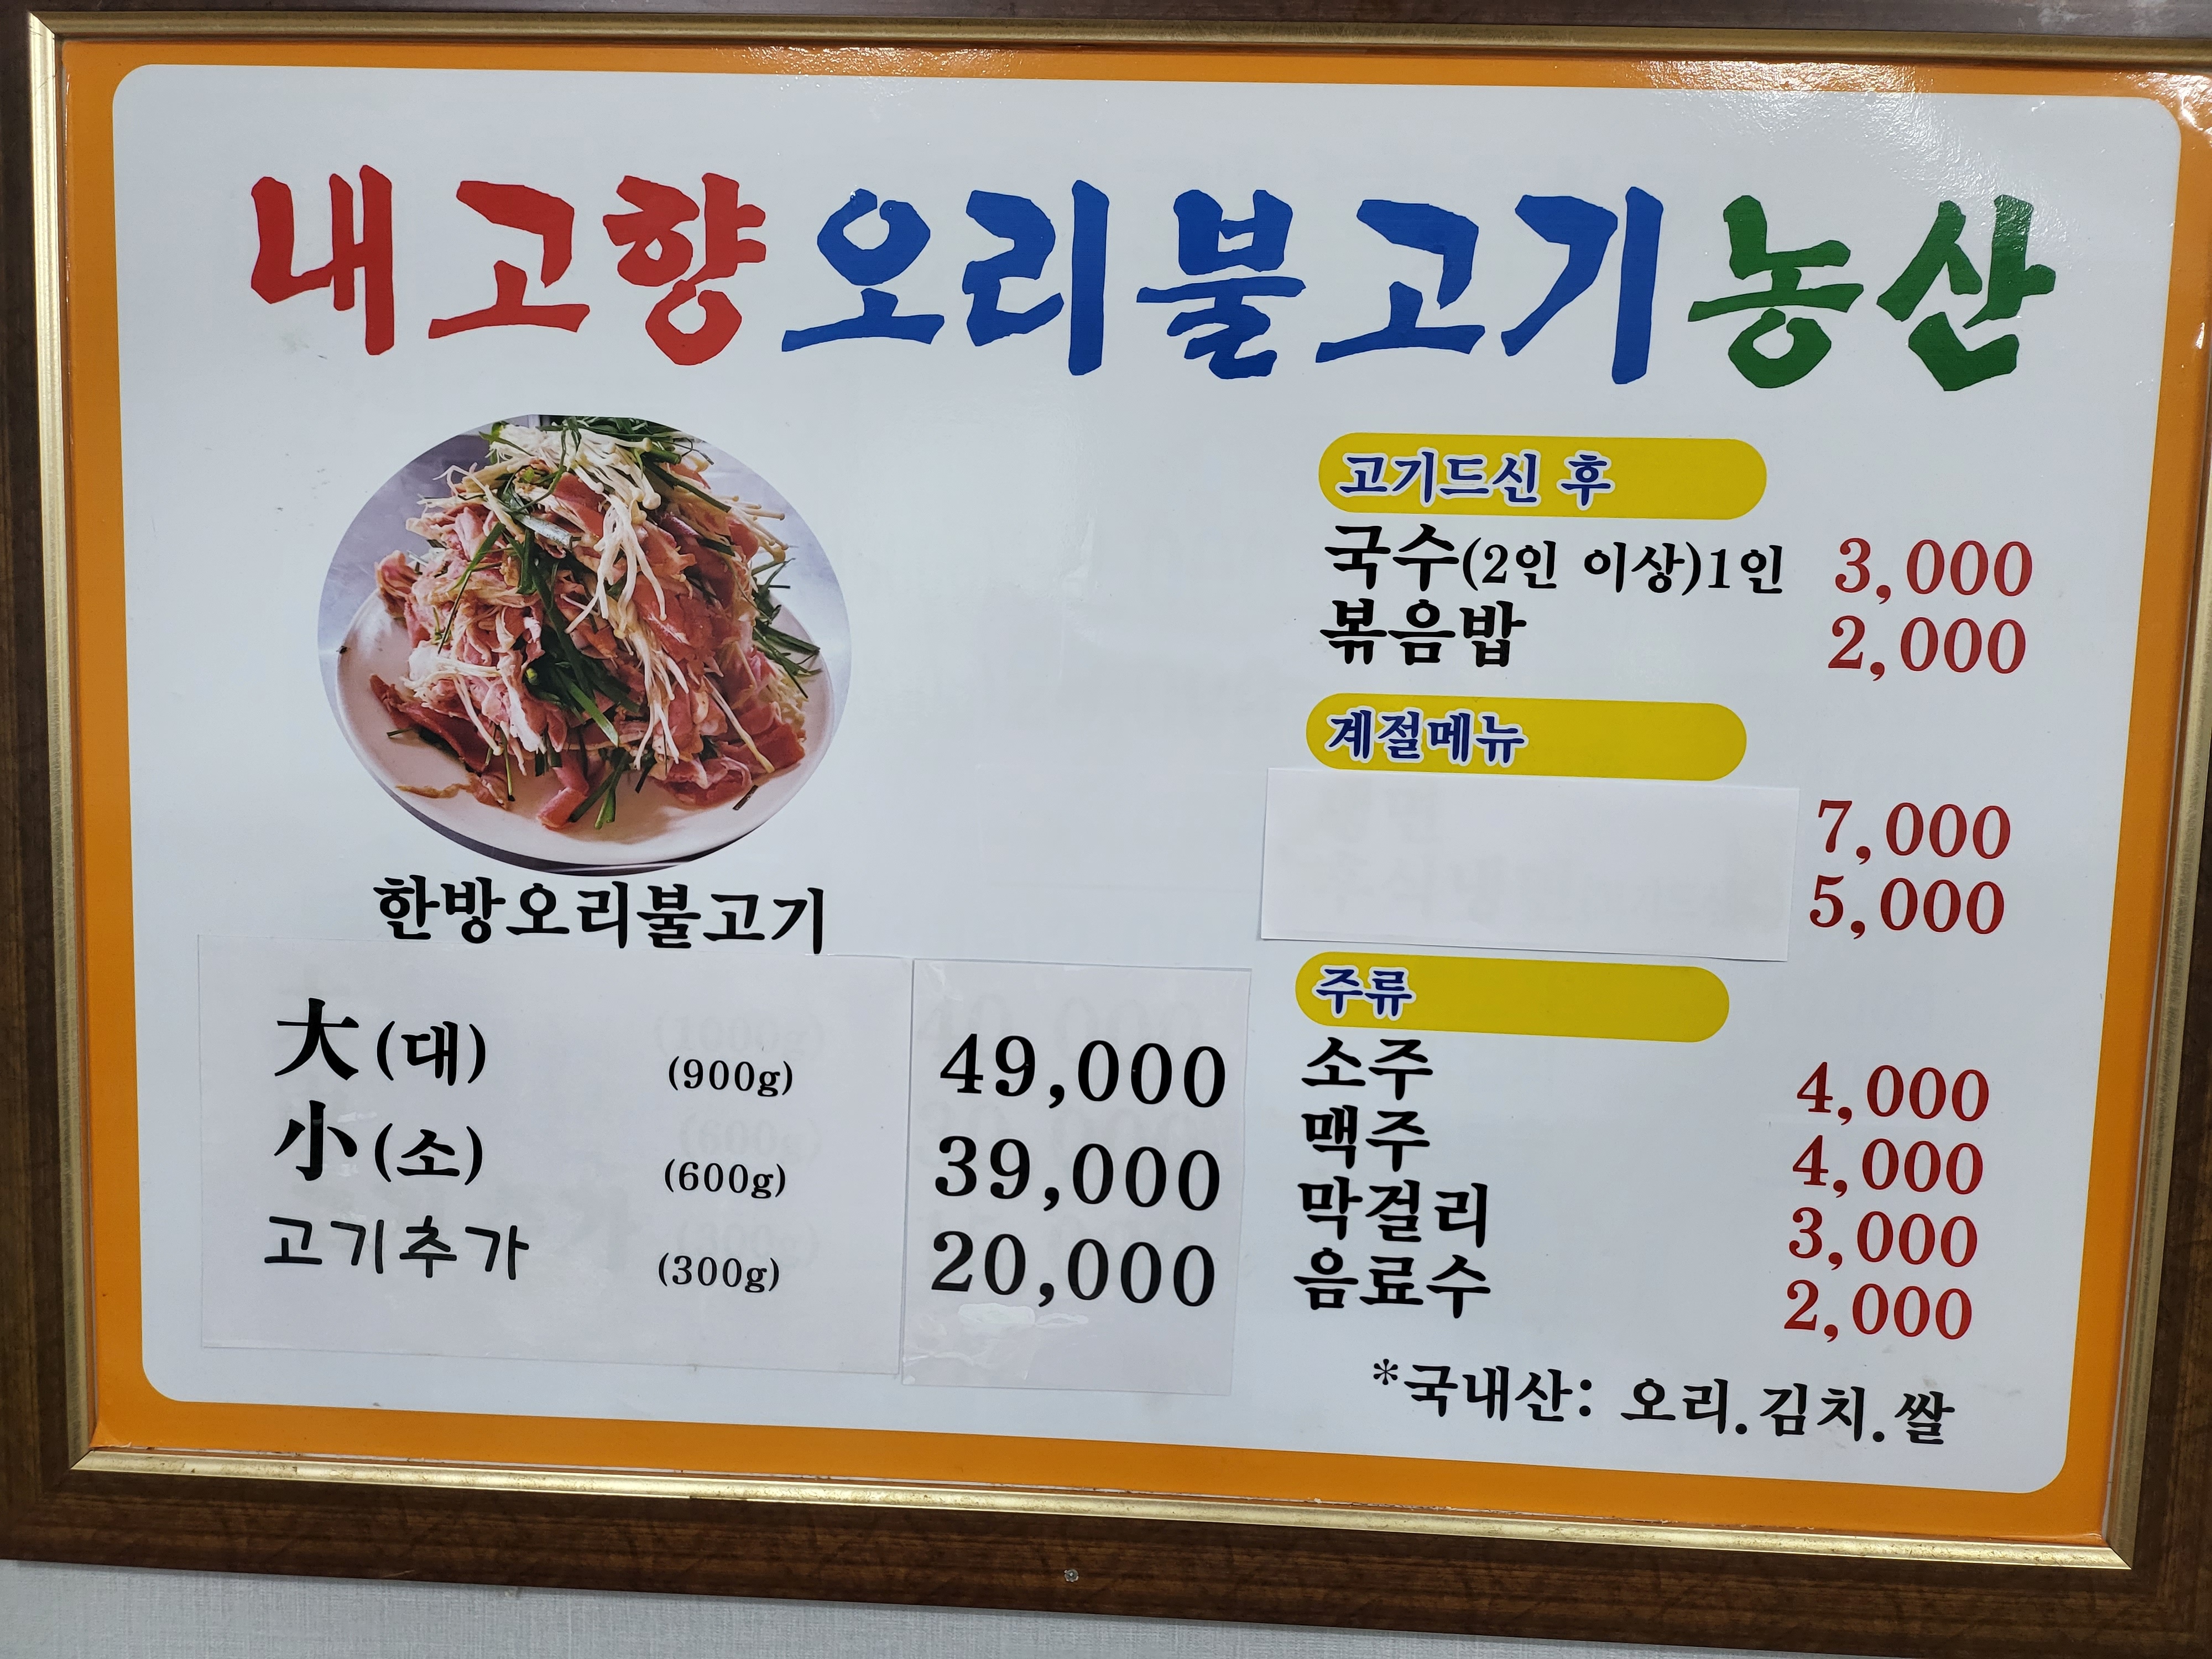 내고향오리불고기농산
한방오리불고기
大(대) (900g) 49,000
小(소) (600g) 39,000
고기추가 (300g) 20,000
고기드신 후
국수(2인 이상)1인 3,000
볶음밥 2,000
계절메뉴
7,000
5,000
주류
소주 4,000
맥주 4,000
막걸리 3,000
음료수 2,000
*국내산: 오리.김치.쌀